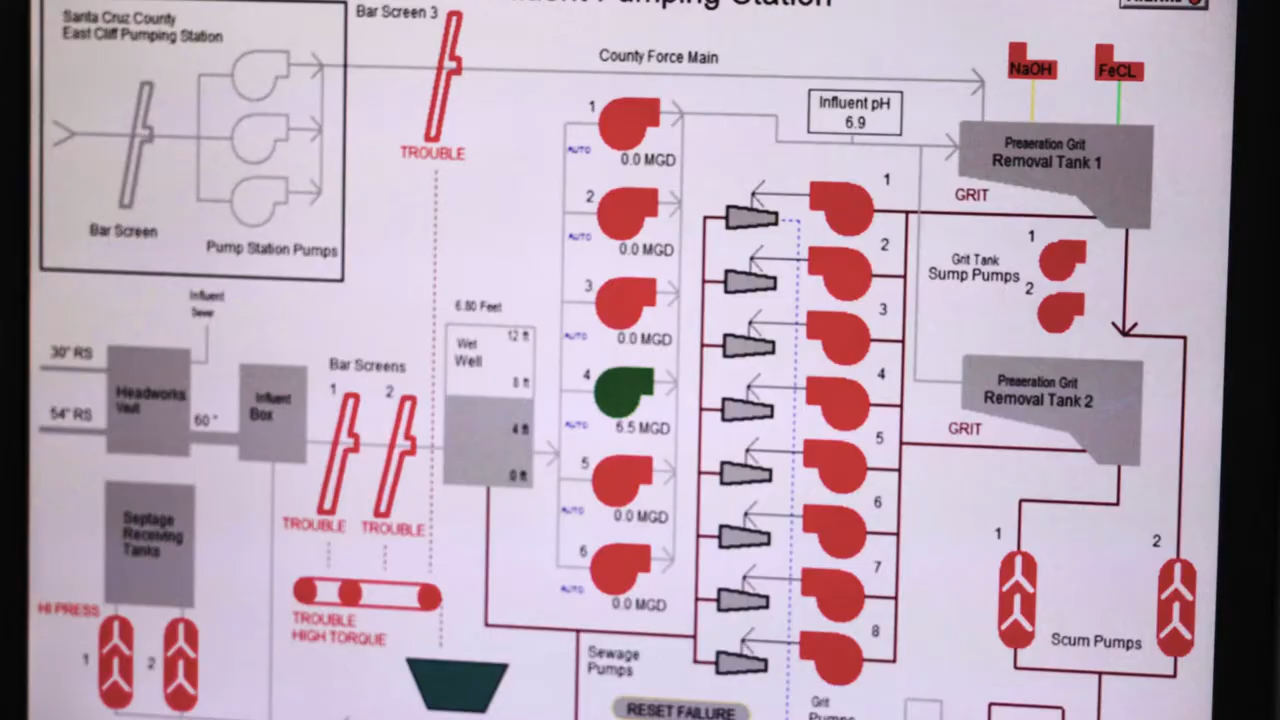 Pumping Station
Santa Cruz County
East Cliff Pumping Station
Bar Screen
Pump Station Pumps
Bar Screen 3
TROUBLE
County Force Main
Influent pH
6.9
NaOH
FeCL
Preaeration Grit
Removal Tank 1
GRIT
1
AUTO
0.0 MGD
2
AUTO
0.0 MGD
3
AUTO
0.0 MGD
4
AUTO
6.5 MGD
5
AUTO
0.0 MGD
6
AUTO
0.0 MGD
1
2
3
4
5
6
7
8
Grit Tank
Sump Pumps
1
2
Preaeration Grit
Removal Tank 2
GRIT
Influent
Sewer
30" RS
54" RS
Headworks
Vault
60"
Influent
Box
Bar Screens
1
2
TROUBLE
TROUBLE
6.80 Feet
Wet
Well
12 ft
8 ft
4 ft
0 ft
Septage
Receiving
Tanks
HI PRESS
1
2
TROUBLE
HIGH TORQUE
Sewage
Pumps
RESET FAILURE
Grit
Pumps
1
2
Scum Pumps